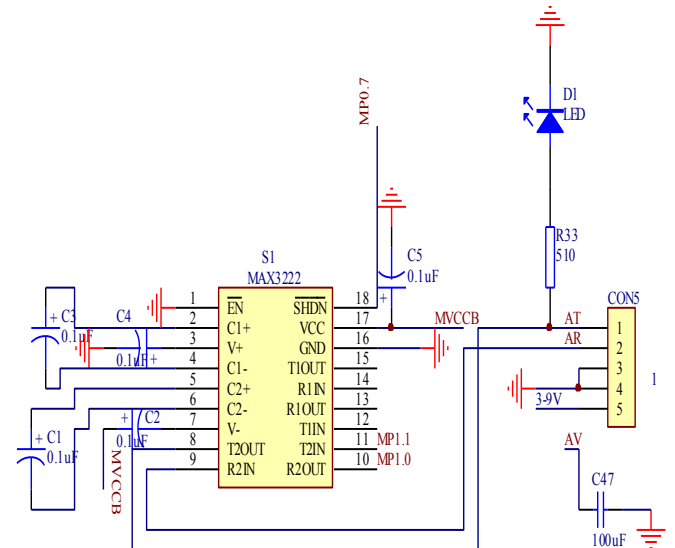 MP0.7
D1
LED
R33
510
C5
0.1uF
+
S1
MAX3222
CON5
1 EN SHDN 18
2 C1+ VCC 17
3 V+ GND 16
4 C1- T1OUT 15
5 C2+ R1IN 14
6 C2- R1OUT 13
7 V- T1IN 12
8 T2OUT T2IN 11
9 R2IN R2OUT 10
+ C3
0.1uF
C4
0.1uF +
+ C2
0.1uF
+ C1
0.1uF
MVCCB
MVCCB
MP1.1
MP1.0
AT 1
AR 2
3
4
3-9V 5
1
AV
C47
100uF